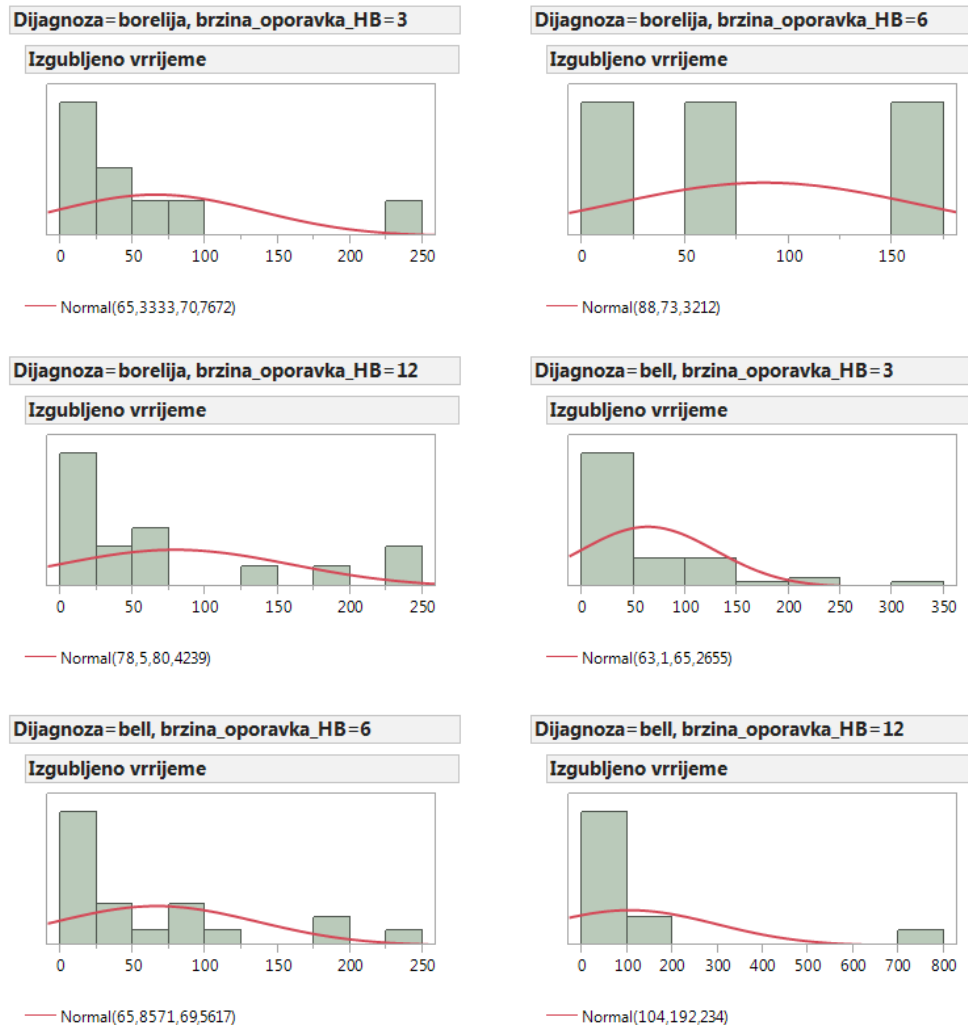 Dijagnoza=borelija, brzina_oporavka_HB=3
Izgubljeno vrrijeme
0 50 100 150 200 250
Normal(65,3333,70,7672)
Dijagnoza=borelija, brzina_oporavka_HB=6
Izgubljeno vrrijeme
0 50 100 150
Normal(88,73,3212)
Dijagnoza=borelija, brzina_oporavka_HB=12
Izgubljeno vrrijeme
0 50 100 150 200 250
Normal(78,5,80,4239)
Dijagnoza=bell, brzina_oporavka_HB=3
Izgubljeno vrrijeme
0 50 100 150 200 250 300 350
Normal(63,1,65,2655)
Dijagnoza=bell, brzina_oporavka_HB=6
Izgubljeno vrrijeme
0 50 100 150 200 250
Normal(65,8571,69,5617)
Dijagnoza=bell, brzina_oporavka_HB=12
Izgubljeno vrrijeme
0 100 200 300 400 500 600 700 800
Normal(104,192,234)